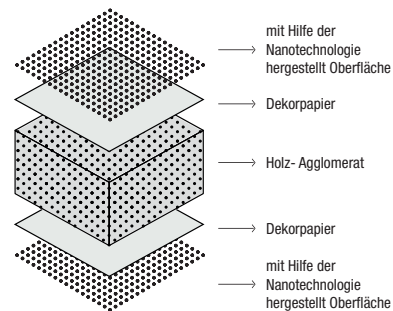 mit Hilfe der
Nanotechnologie
hergestellt Oberfläche
Dekorpapier
Holz- Agglomerat
Dekorpapier
mit Hilfe der
Nanotechnologie
hergestellt Oberfläche